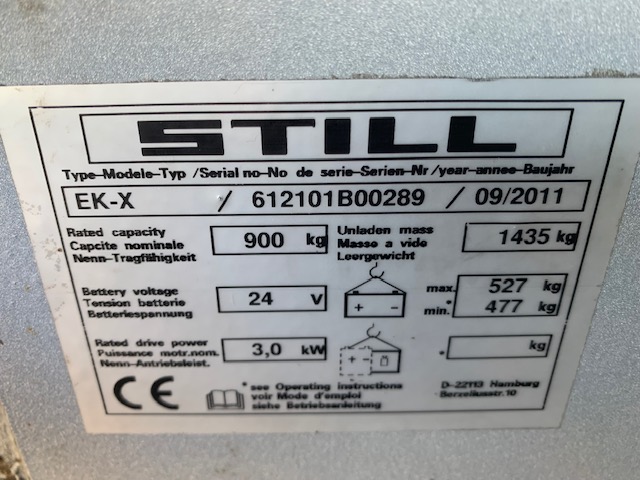 STILL
Type-Modele-Typ /Serial no-No de serie-Serien-Nr /year-annee-Baujahr
EK-X / 612101B00289 / 09/2011
Rated capacity
Capcite nominale
Nenn-Tragfähigkeit
900 kg
Unladen mass
Masse a vide
Leergewicht
1435 kg
Battery voltage
Tension batterie
Batteriespannung
24 V
+ -
max. 527 kg
min.* 477 kg
Rated drive power
Puissance motr.nom.
Nenn-Antriebsleist.
3,0 kW
+ -
* kg
CE
* see Operating instructions
voir Mode d'emploi
siehe Betriebsanleitung
D-22113 Hamburg
Berzeliusstr.10